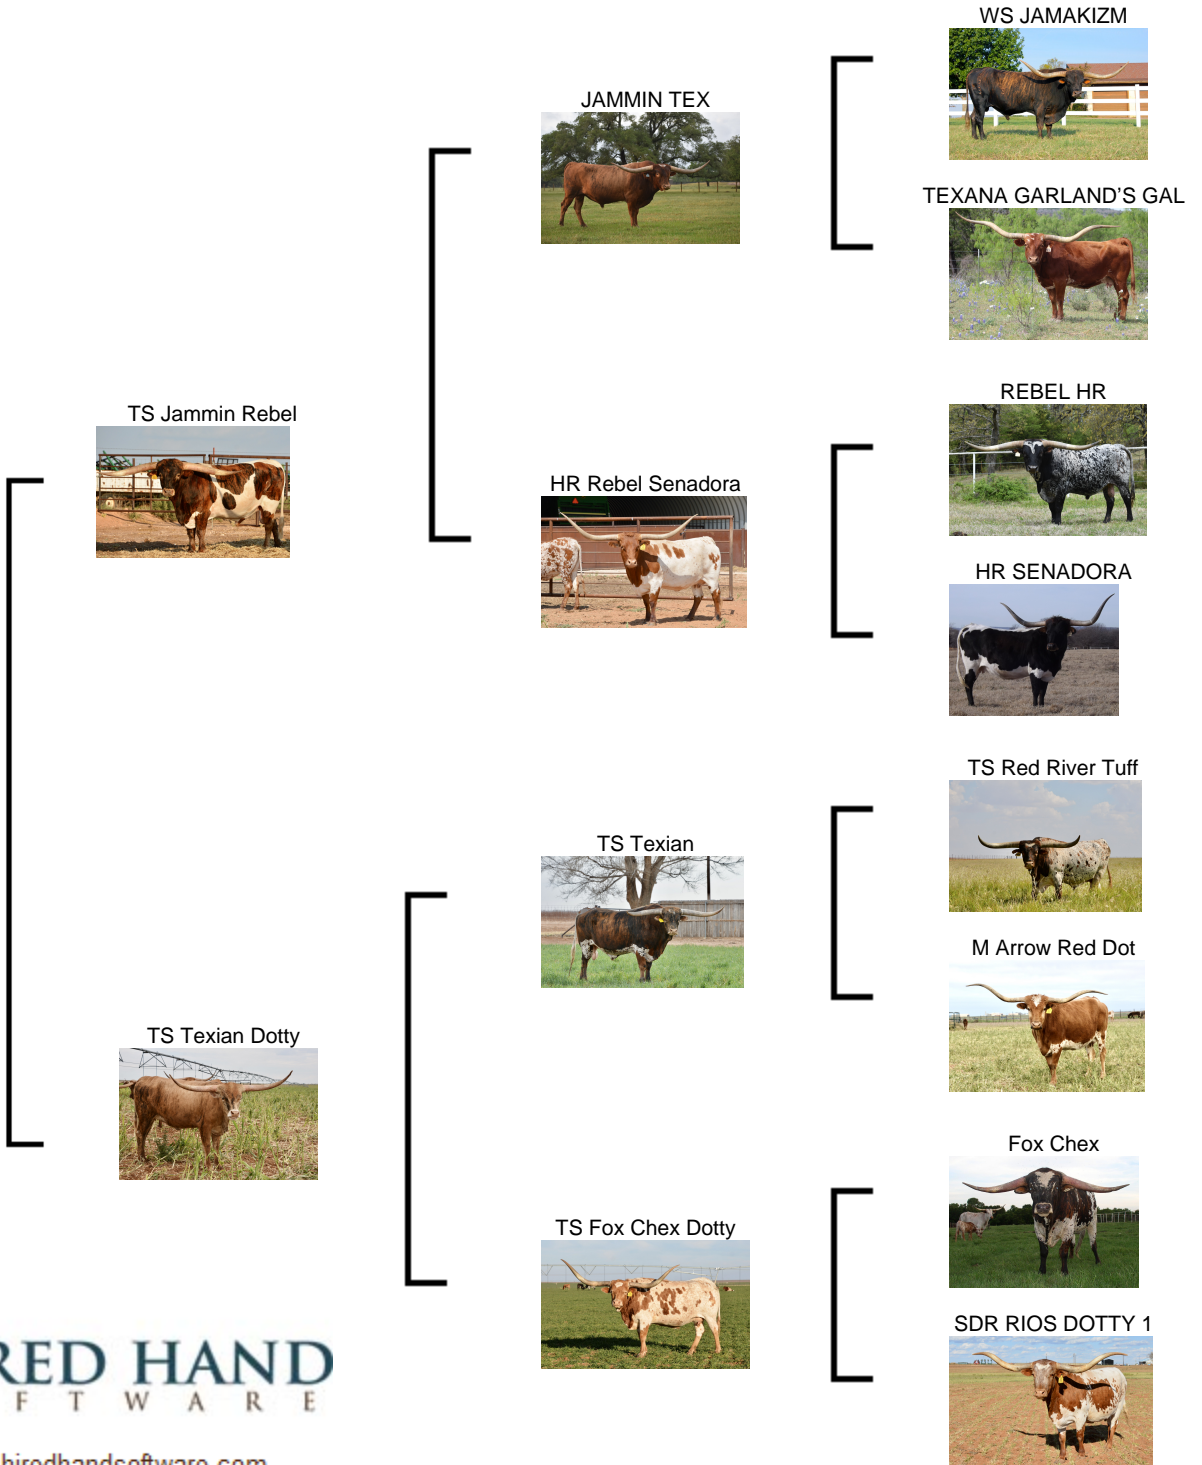 WS JAMAKIZM
JAMMIN TEX
TEXANA GARLAND'S GAL
REBEL HR
TS Jammin Rebel
HR Rebel Senadora
HR SENADORA
TS Red River Tuff
TS Texian
M Arrow Red Dot
TS Texian Dotty
Fox Chex
TS Fox Chex Dotty
SDR RIOS DOTTY 1
RED HAND
F T W A R E
hiredhandsoftware.com